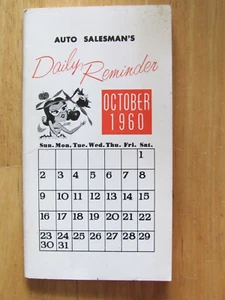 AUTO SALESMAN'S
Daily Reminder
OCTOBER
1960
Sun. Mon. Tue. Wed. Thu. Fri. Sat.
1
2 3 4 5 6 7 8
9 10 11 12 13 14 15
16 17 18 19 20 21 22
23 24 25 26 27 28 29
30 31